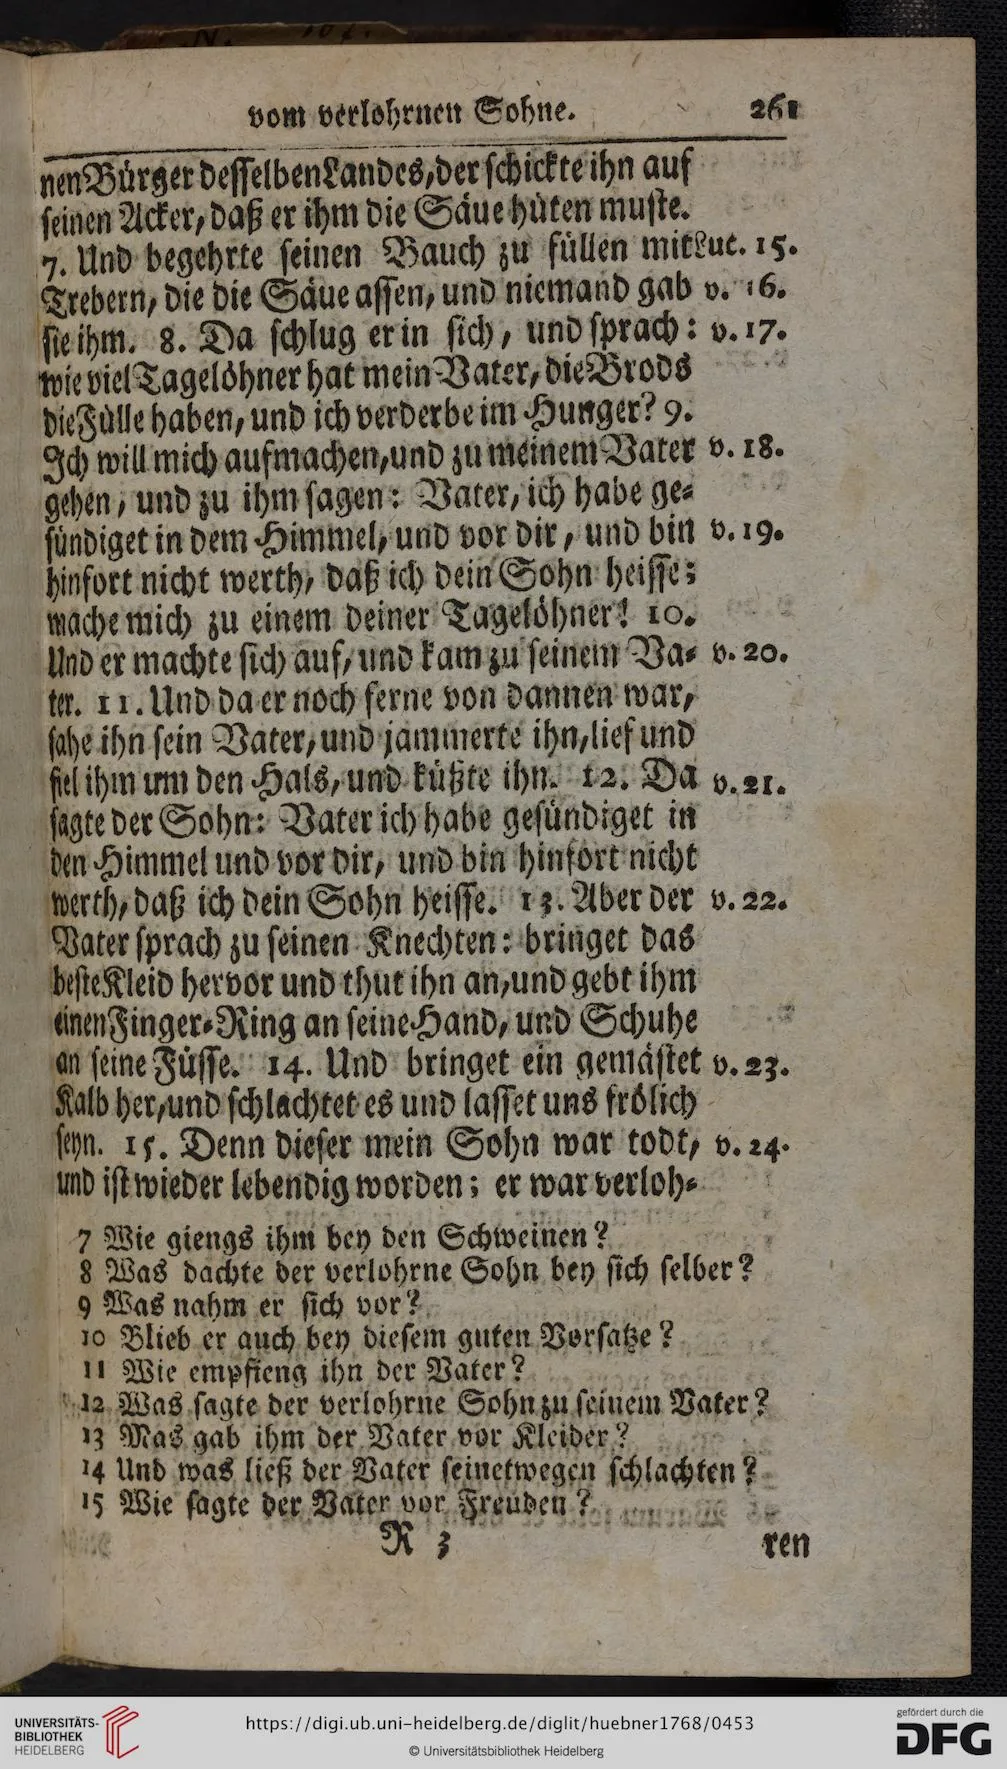 vom verlohrnen Sohne. 261
nen Bürger desselben Landes, der schickte ihn auf
seinen Acker, daß er ihm die Säue hüten muste.
7. Und begehrte seinen Bauch zu füllen mit Luc. 15.
Trebern, die die Säue assen, und niemand gab v. 16.
sie ihm. 8. Da schlug er in sich, und sprach: v. 17.
wie viel Tagelöhner hat mein Vater, die Brods
die Fülle haben, und ich verderbe im Hunger? 9.
Ich will mich aufmachen, und zu meinem Vater v. 18.
gehen, und zu ihm sagen: Vater, ich habe ge-
sündiget in dem Himmel, und vor dir, und bin v. 19.
hinfort nicht werth, daß ich dein Sohn heisse;
mache mich zu einem deiner Tagelöhner! 10.
Und er machte sich auf, und kam zu seinem Va- v. 20.
ter. 11. Und da er noch ferne von dannen war,
sahe ihn sein Vater, und jammerte ihn, lief und
fiel ihm um den Hals, und küßte ihn. 12. Da v. 21.
sagte der Sohn: Vater ich habe gesündiget in
den Himmel und vor dir, und bin hinfort nicht
werth, daß ich dein Sohn heisse. 13. Aber der v. 22.
Vater sprach zu seinen Knechten: bringet das
beste Kleid hervor und thut ihn an, und gebt ihm
einen Finger-Ring an seine Hand, und Schuhe
an seine Füsse. 14. Und bringet ein gemästet v. 23.
Kalb her, und schlachtet es und lasset uns frölich
seyn. 15. Denn dieser mein Sohn war todt, v. 24.
und ist wieder lebendig worden; er war verloh-
7 Wie giengs ihm bey den Schweinen?
8 Was dachte der verlohrne Sohn bey sich selber?
9 Was nahm er sich vor?
10 Blieb er auch bey diesem guten Vorsatze?
11 Wie empfieng ihn der Vater?
12 Was sagte der verlohrne Sohn zu seinem Vater?
13 Mas gab ihm der Vater vor Kleider?
14 Und was ließ der Vater seinetwegen schlachten?
15 Wie sagte der Vater vor Freuden?
R 3 ren
UNIVERSITÄTS-
BIBLIOTHEK
HEIDELBERG
https://digi.ub.uni-heidelberg.de/diglit/huebner1768/0453
© Universitätsbibliothek Heidelberg
gefördert durch die
DFG